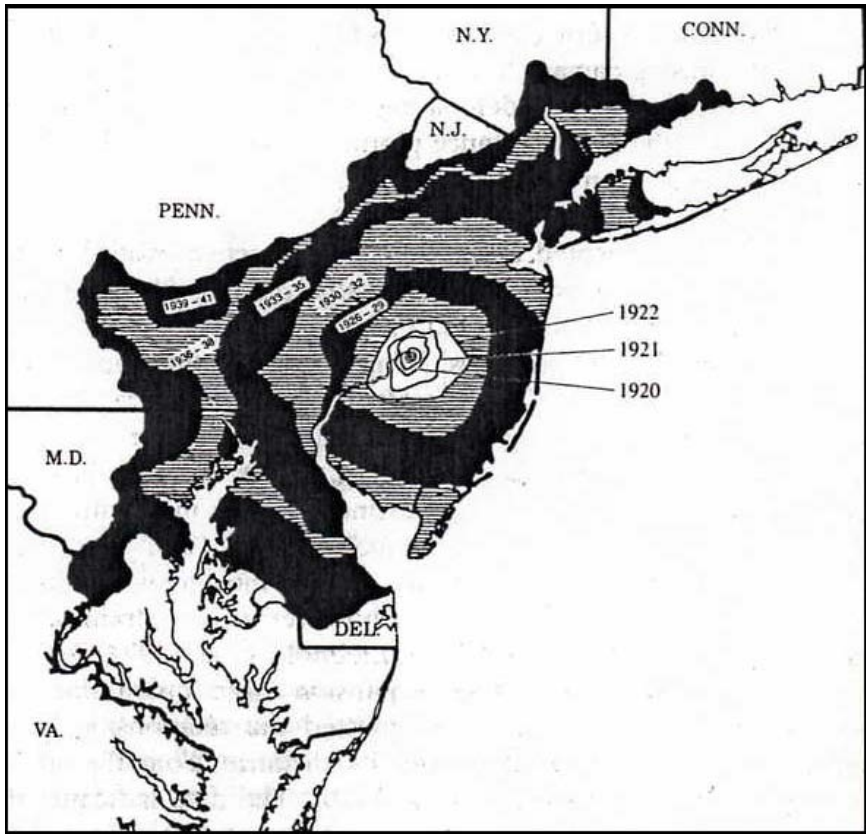 N.Y.
CONN.
N.J.
PENN.
1939 – 41
1933 – 35
1930 – 32
1926 – 29
1936 – 38
1922
1921
1920
M.D.
DEL.
VA.